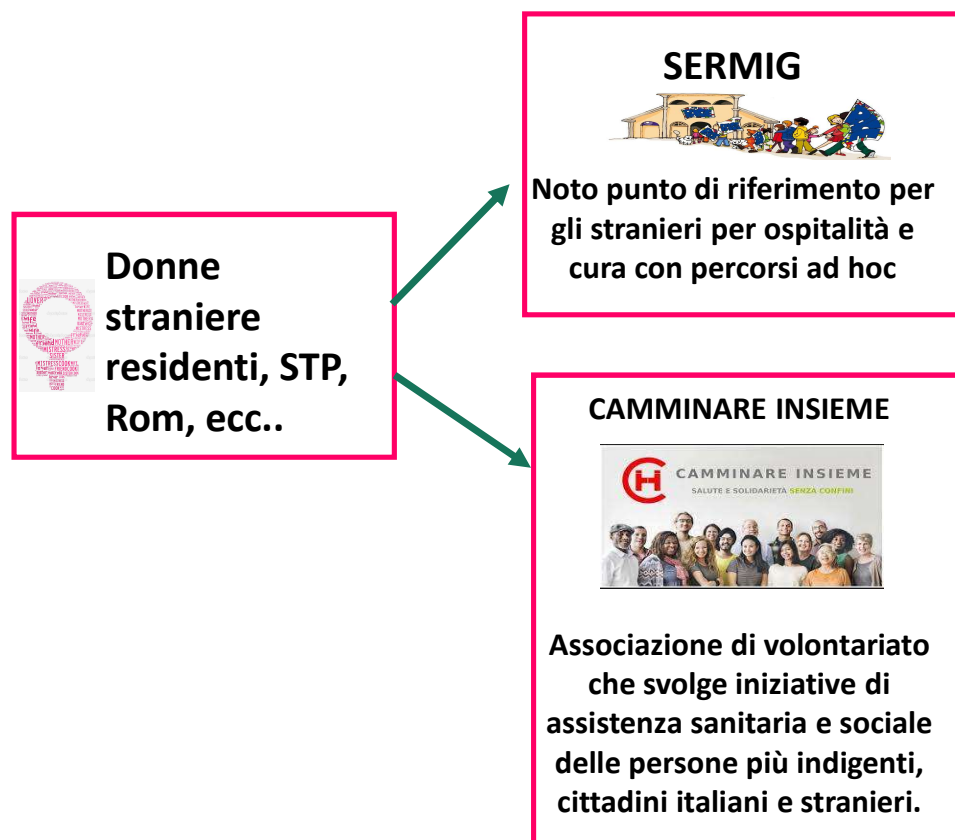 Donne
straniere
residenti, STP,
Rom, ecc..
SERMIG
Noto punto di riferimento per
gli stranieri per ospitalità e
cura con percorsi ad hoc
CAMMINARE INSIEME
CAMMINARE INSIEME
SALUTE E SOLIDARIETÀ SENZA CONFINI
Associazione di volontariato
che svolge iniziative di
assistenza sanitaria e sociale
delle persone più indigenti,
cittadini italiani e stranieri.